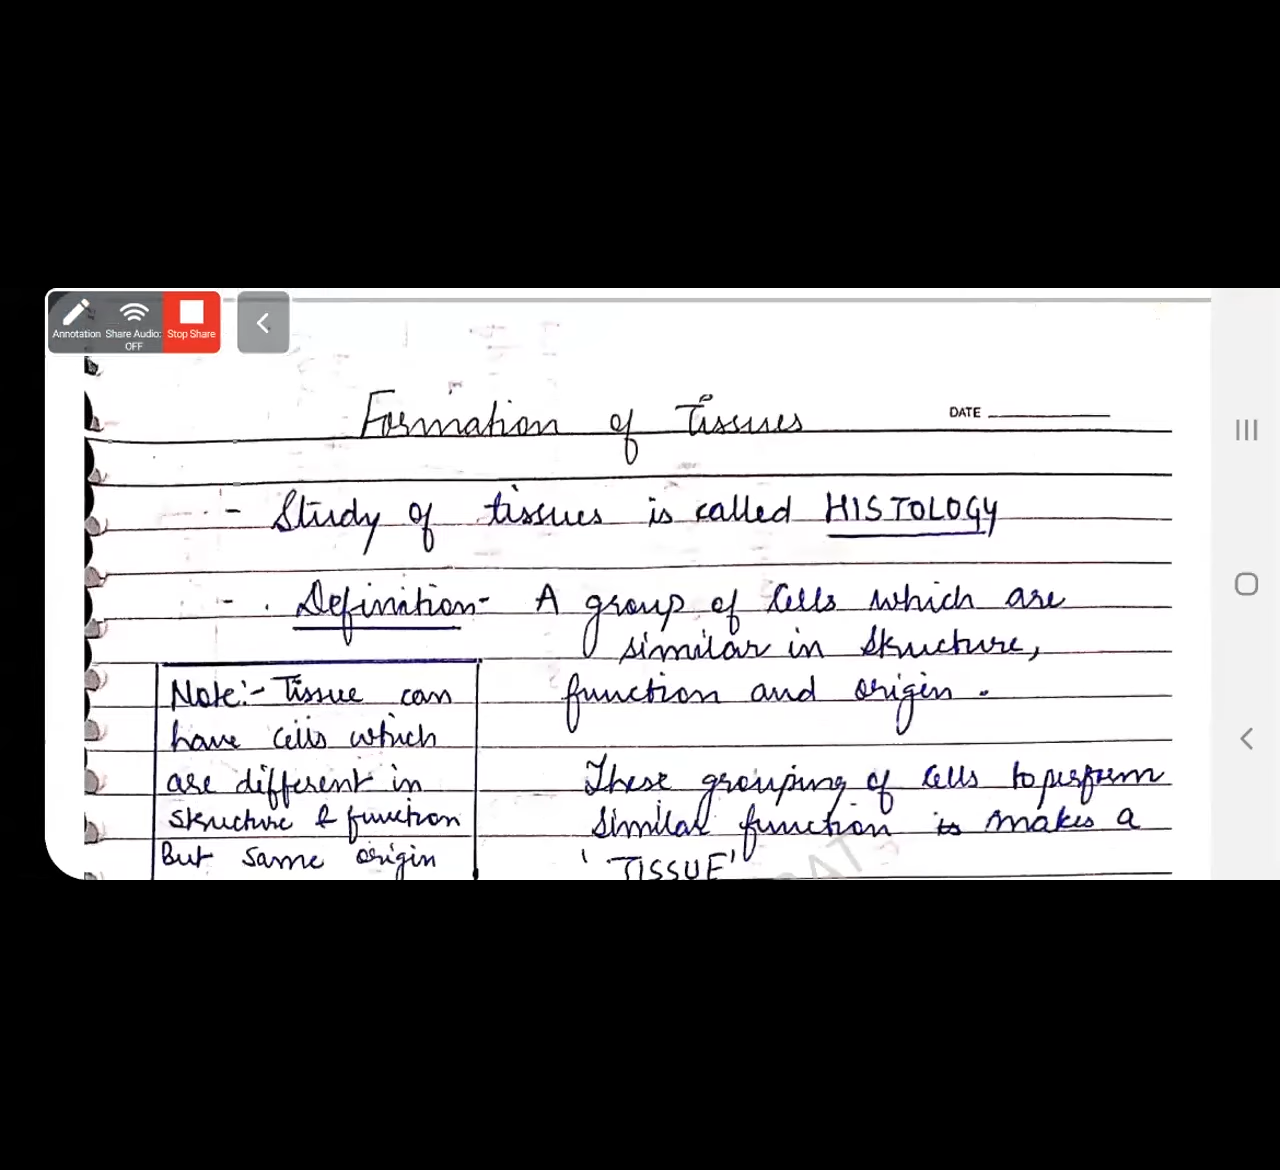 Annotation Share Audio: Stop Share
OFF
Formation of Tissues
DATE
- Study of tissues is called HISTOLOGY
- . Definition - A group of cells which are
similar in structure,
function and origin.
Note:- Tissue can
have cells which
are different in
structure & function
But same origin
These grouping of cells to perform
similar function is makes a
'TISSUE'